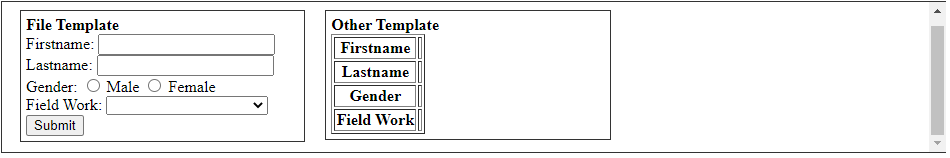 File Template
Firstname:
Lastname:
Gender: Male Female
Field Work:
Submit
Other Template
Firstname
Lastname
Gender
Field Work